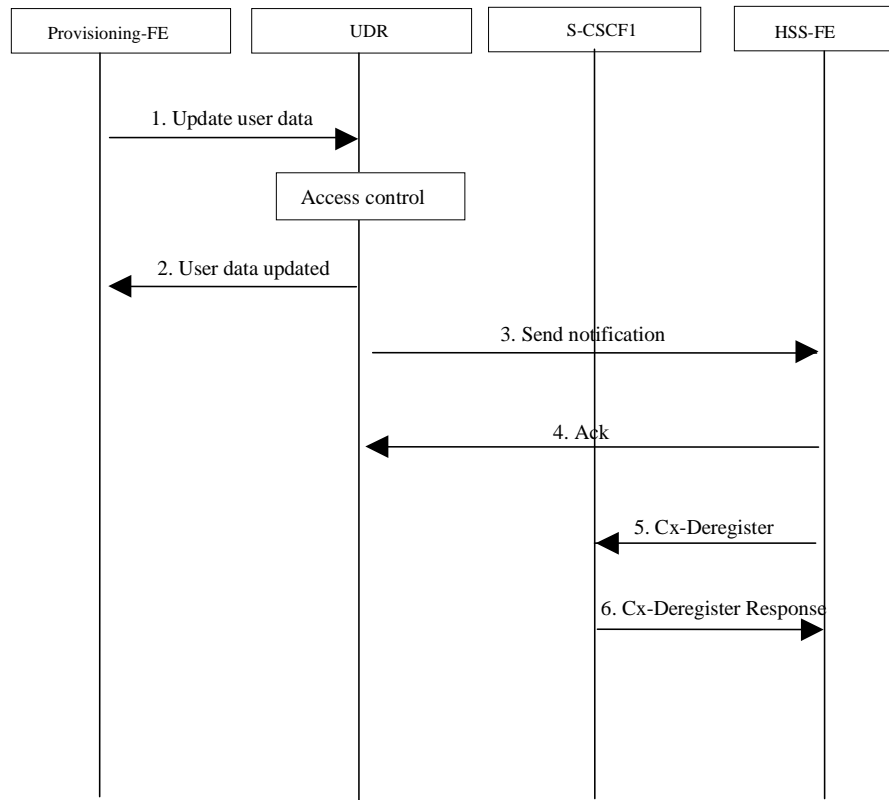 Provisioning-FE
UDR
S-CSCF1
HSS-FE
1. Update user data
Access control
2. User data updated
3. Send notification
4. Ack
5. Cx-Deregister
6. Cx-Deregister Response